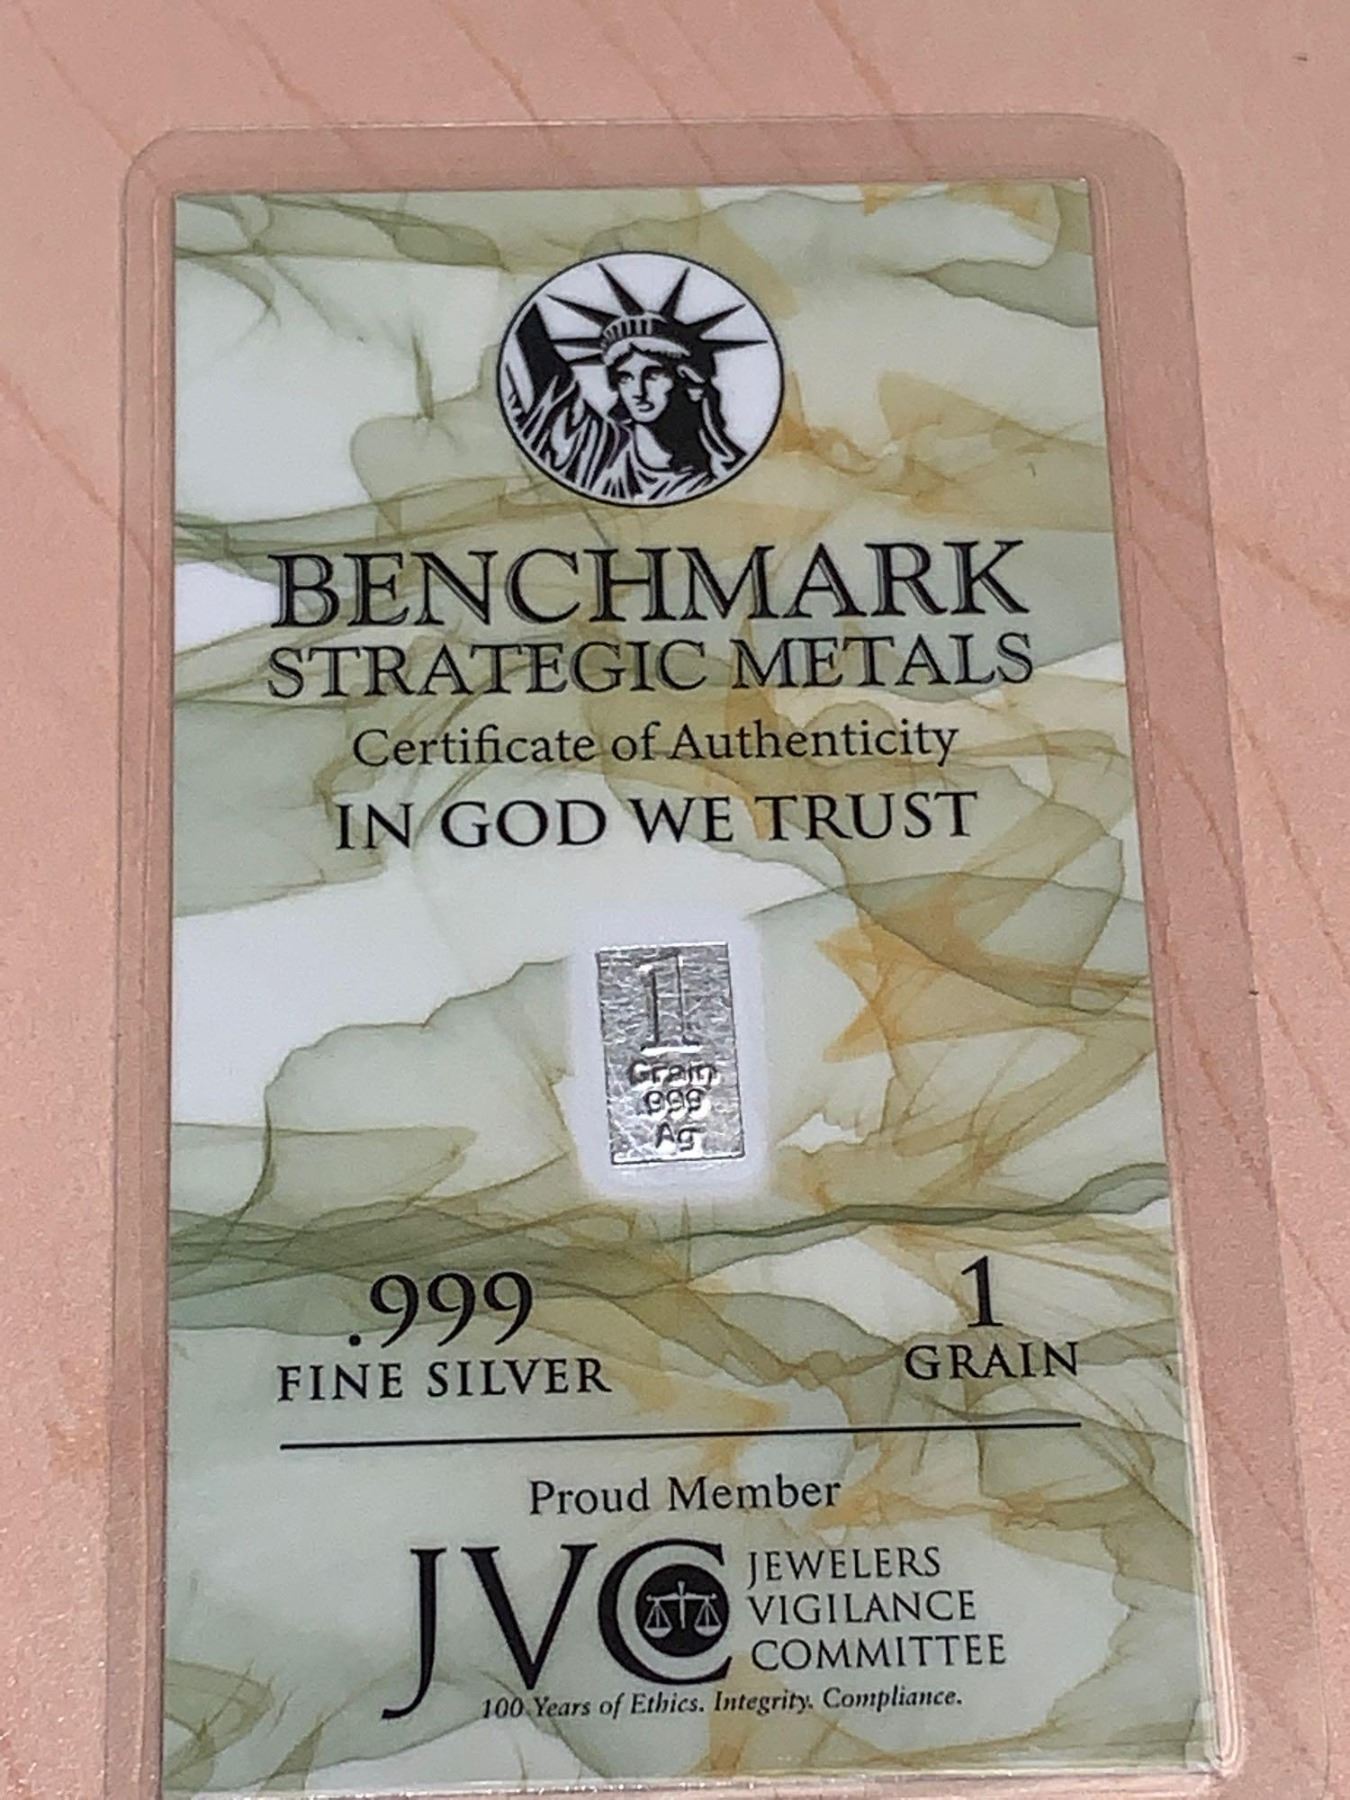 BENCHMARK
STRATEGIC METALS
Certificate of Authenticity
IN GOD WE TRUST
1
Grain
999
Ag
.999
FINE SILVER
1
GRAIN
Proud Member
JVC
JEWELERS
VIGILANCE
COMMITTEE
100 Years of Ethics. Integrity. Compliance.